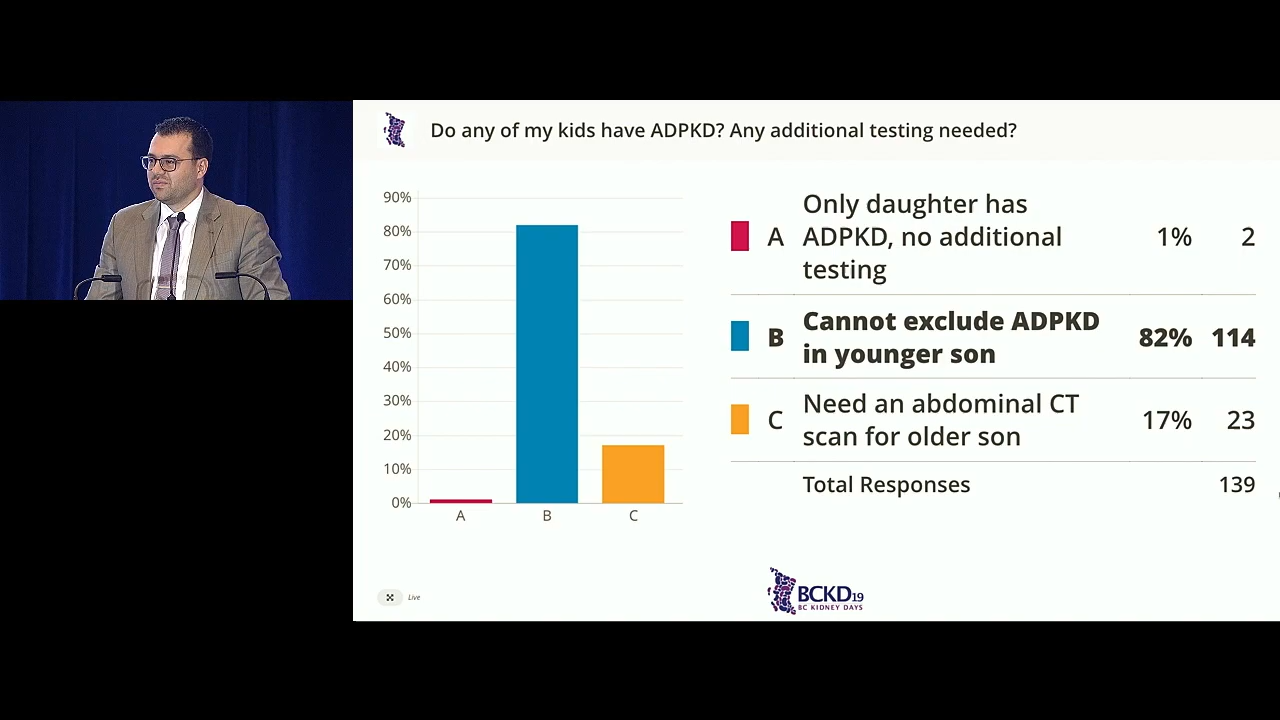 Do any of my kids have ADPKD? Any additional testing needed?
90%
80%
70%
60%
50%
40%
30%
20%
10%
0%
A
B
C
A Only daughter has ADPKD, no additional testing 1% 2
B Cannot exclude ADPKD in younger son 82% 114
C Need an abdominal CT scan for older son 17% 23
Total Responses 139
Live
BCKD19
BC KIDNEY DAYS